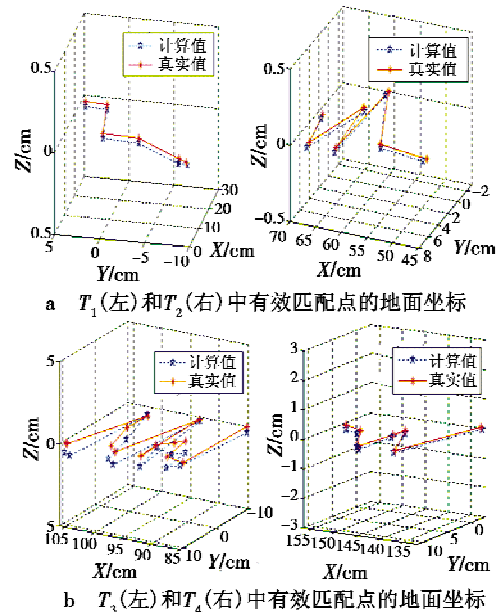 计算值
真实值
0.5
0
0.5
Z/cm
5
0
-5
-10
Y/cm
0
10
20
30
X/cm
计算值
真实值
0.5
0
-0.5
Z/cm
70
65
60
55
50
45
X/cm
8
6
4
2
0
-2
Y/cm
a T₁(左)和T₂(右)中有效匹配点的地面坐标
计算值
真实值
5
0
5
Z/cm
105
100
95
90
85
X/cm
10
0
-10
Y/cm
计算值
真实值
3
2
1
0
-1
-2
-3
Z/cm
155
150
145
140
135
X/cm
10
5
0
Y/cm
b T₃(左)和T₄(右)中有效匹配点的地面坐标